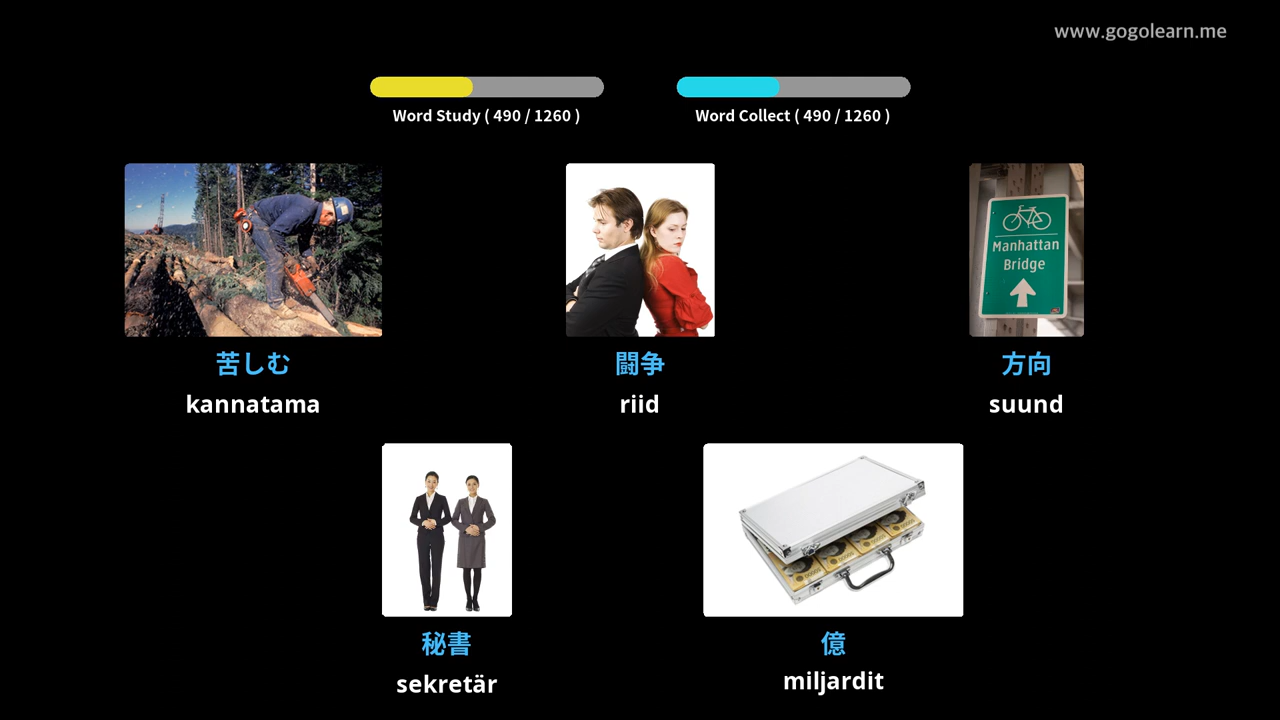 www.gogolearn.me
Word Study ( 490 / 1260 )
Word Collect ( 490 / 1260 )
Manhattan
Bridge
苦しむ
kannatama
闘争
riid
方向
suund
秘書
sekretär
億
miljardit